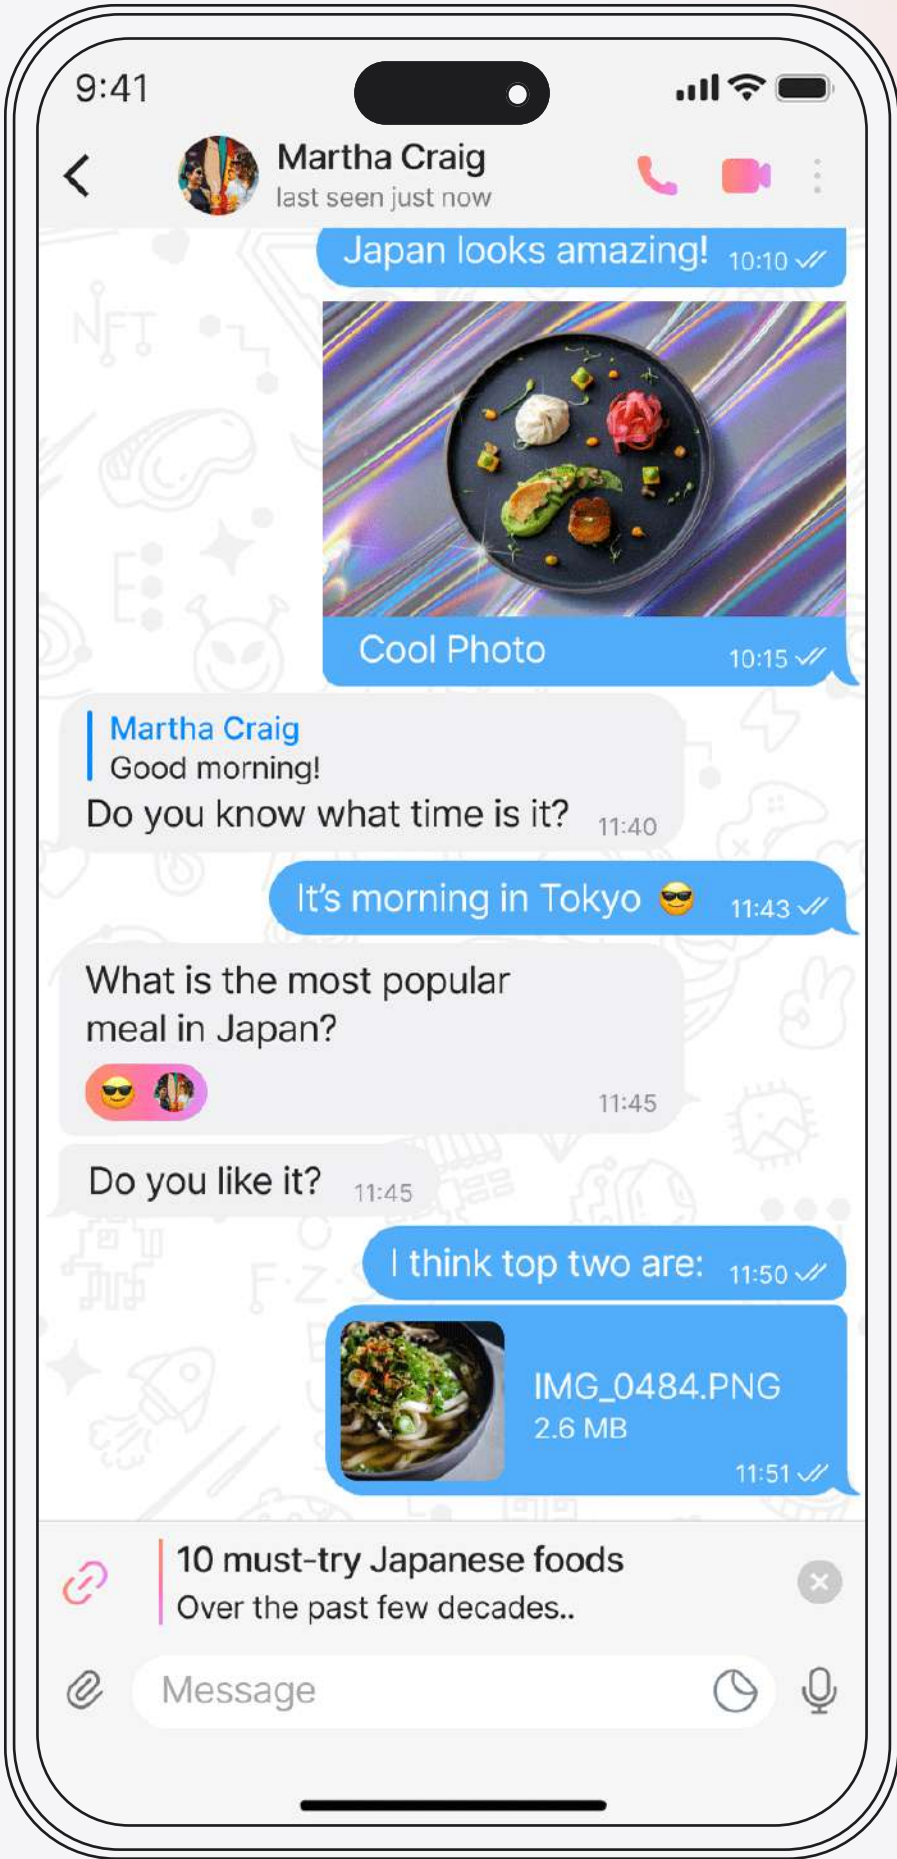 9:41
Martha Craig
last seen just now
Japan looks amazing! 10:10
NFT
Cool Photo 10:15
Martha Craig
Good morning!
Do you know what time is it? 11:40
It's morning in Tokyo 😎 11:43
What is the most popular
meal in Japan?
😎 11:45
Do you like it? 11:45
I think top two are: 11:50
IMG_0484.PNG
2.6 MB
11:51
10 must-try Japanese foods
Over the past few decades..
Message